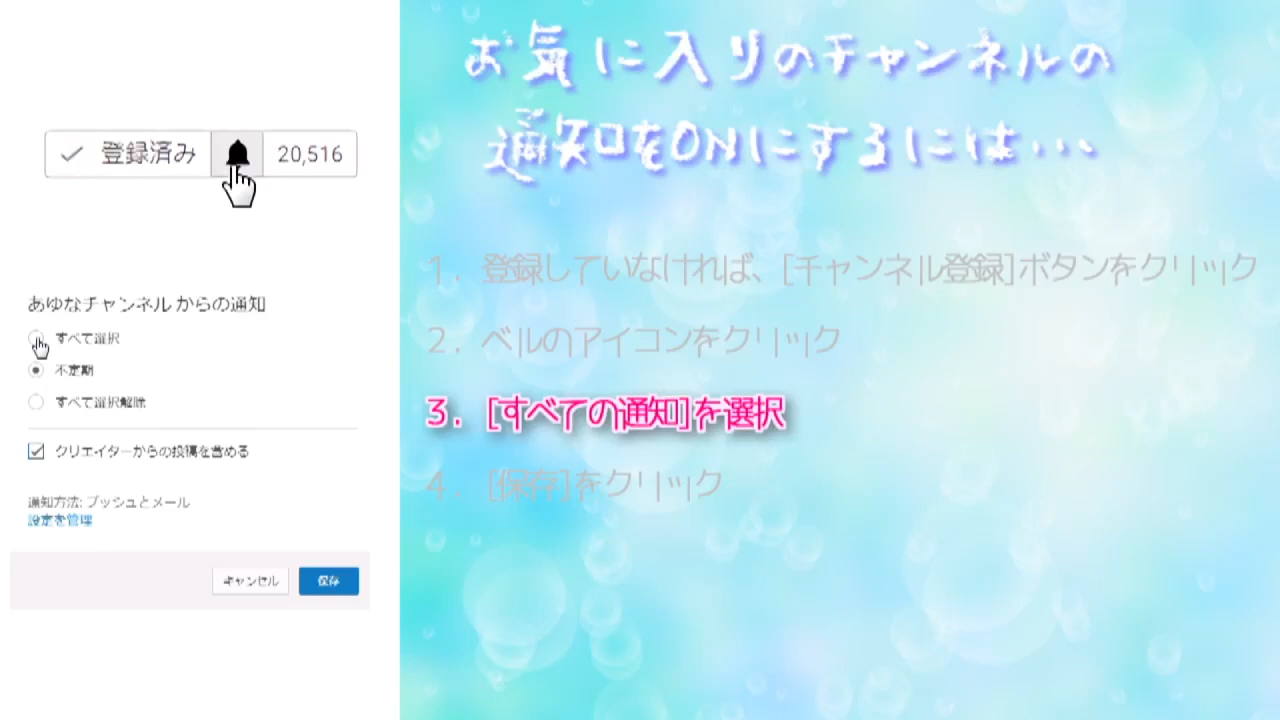 登録済み 20,516
あゆなチャンネル からの通知
すべて選択
不定期
すべて選択解除
クリエイターからの投稿を含める
通知方法: プッシュとメール
設定を管理
キャンセル 保存
お気に入りのチャンネルの
通知をONにするには・・・
1. 登録していなければ、[チャンネル登録]ボタンをクリック
2. ベルのアイコンをクリック
3. [すべての通知]を選択
4. [保存]をクリック